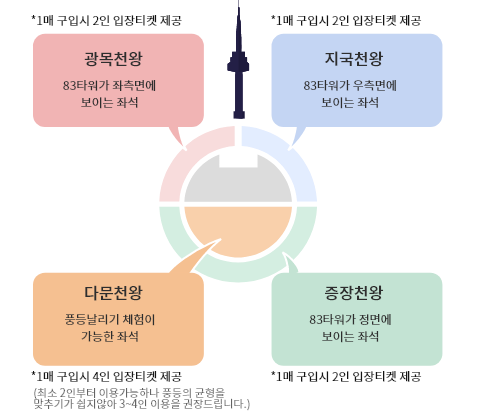 *1매 구입시 2인 입장티켓 제공
*1매 구입시 2인 입장티켓 제공
광목천왕
83타워가 좌측면에
보이는 좌석
지국천왕
83타워가 우측면에
보이는 좌석
다문천왕
풍등날리기 체험이
가능한 좌석
증장천왕
83타워가 정면에
보이는 좌석
*1매 구입시 4인 입장티켓 제공
(최소 2인부터 이용가능하나 풍등의 균형을
맞추기가 쉽지않아 3~4인 이용을 권장드립니다.)
*1매 구입시 2인 입장티켓 제공